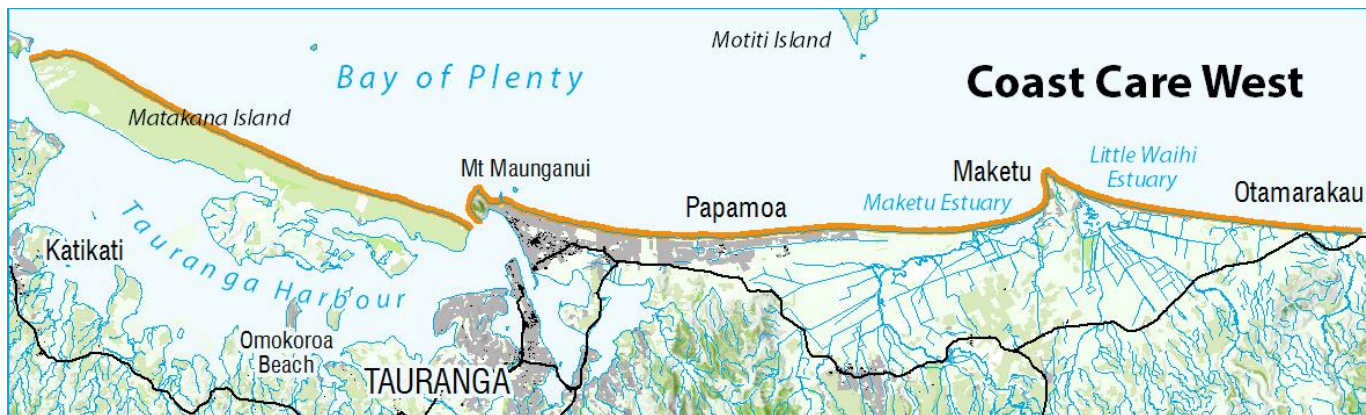 Motiti Island
Bay of Plenty
Coast Care West
Matakana Island
Mt Maunganui
Maketu
Little Waihi
Estuary
Papamoa
Maketu Estuary
Otamarakau
Katikati
Tauranga Harbour
Omokoroa
Beach
TAURANGA